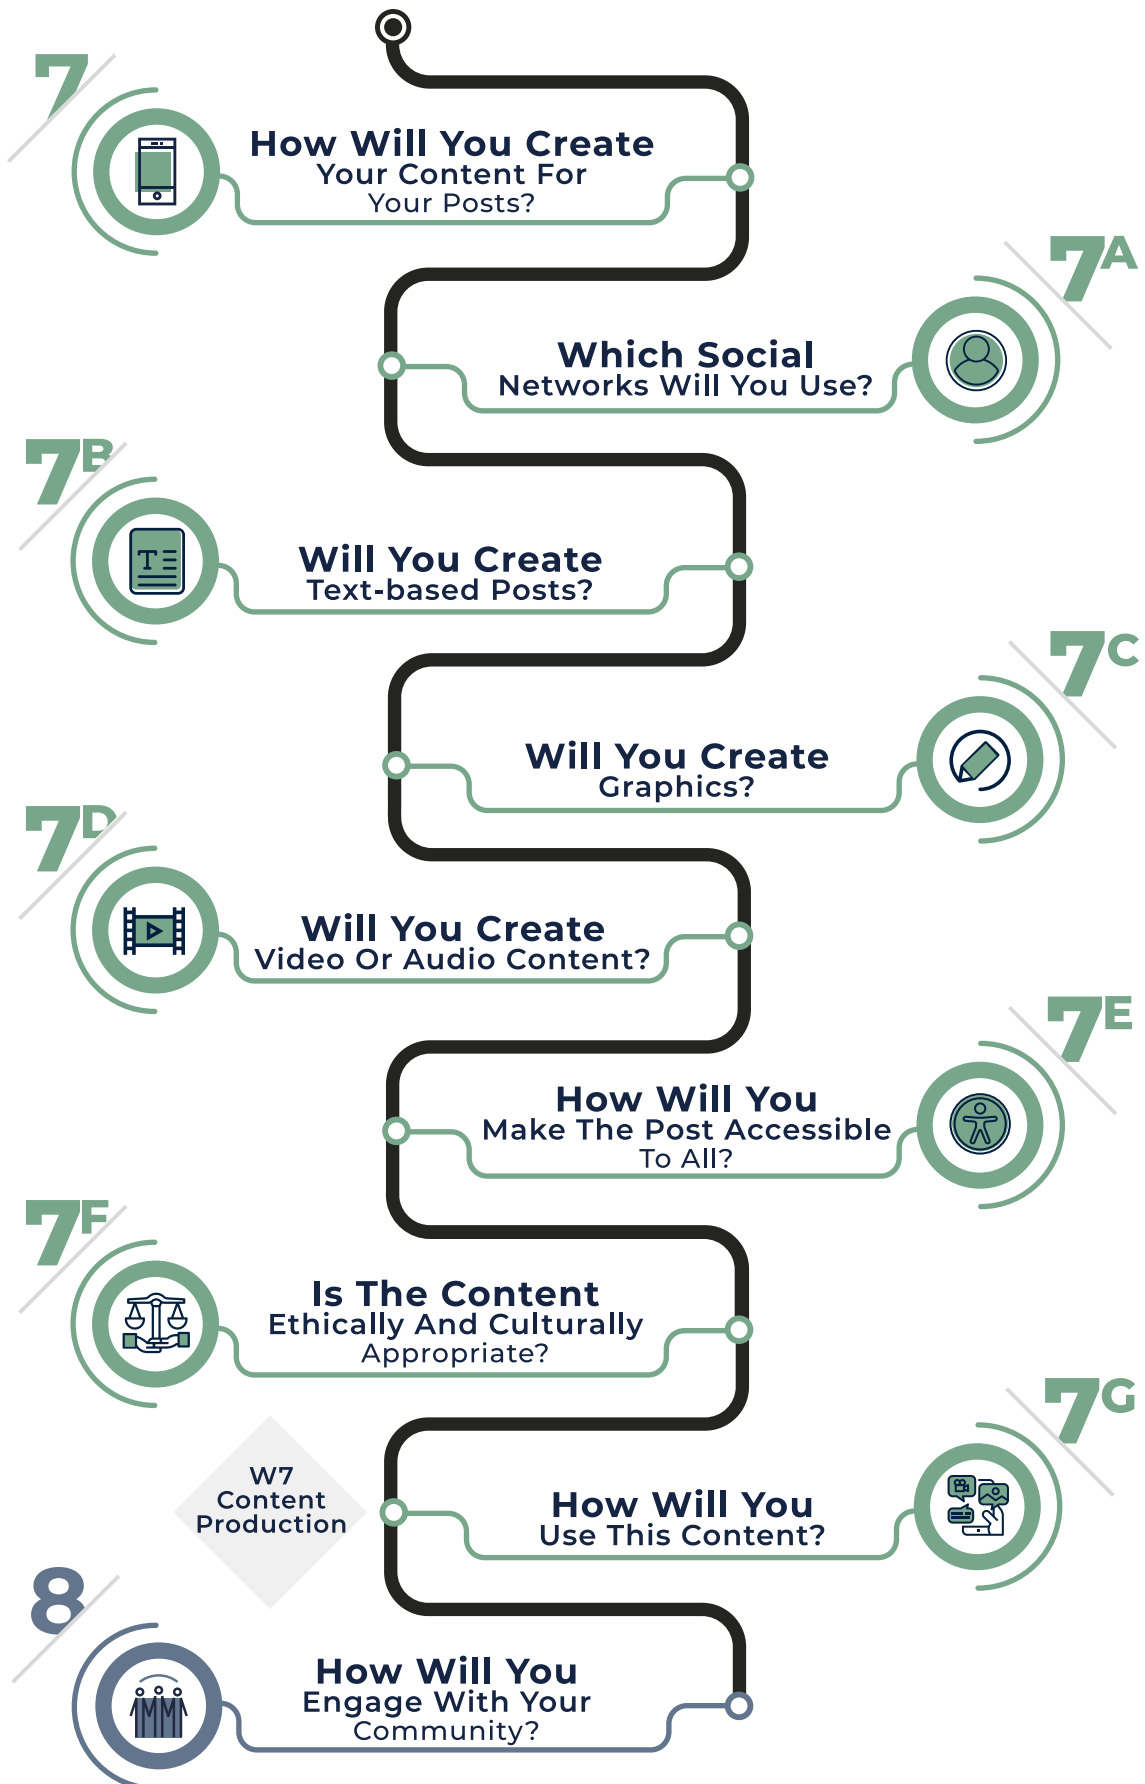 7
How Will You Create
Your Content For
Your Posts?
7A
Which Social
Networks Will You Use?
7B
Will You Create
Text-based Posts?
7C
Will You Create
Graphics?
7D
Will You Create
Video Or Audio Content?
7E
How Will You
Make The Post Accessible
To All?
7F
Is The Content
Ethically And Culturally
Appropriate?
7G
W7
Content
Production
How Will You
Use This Content?
8
How Will You
Engage With Your
Community?